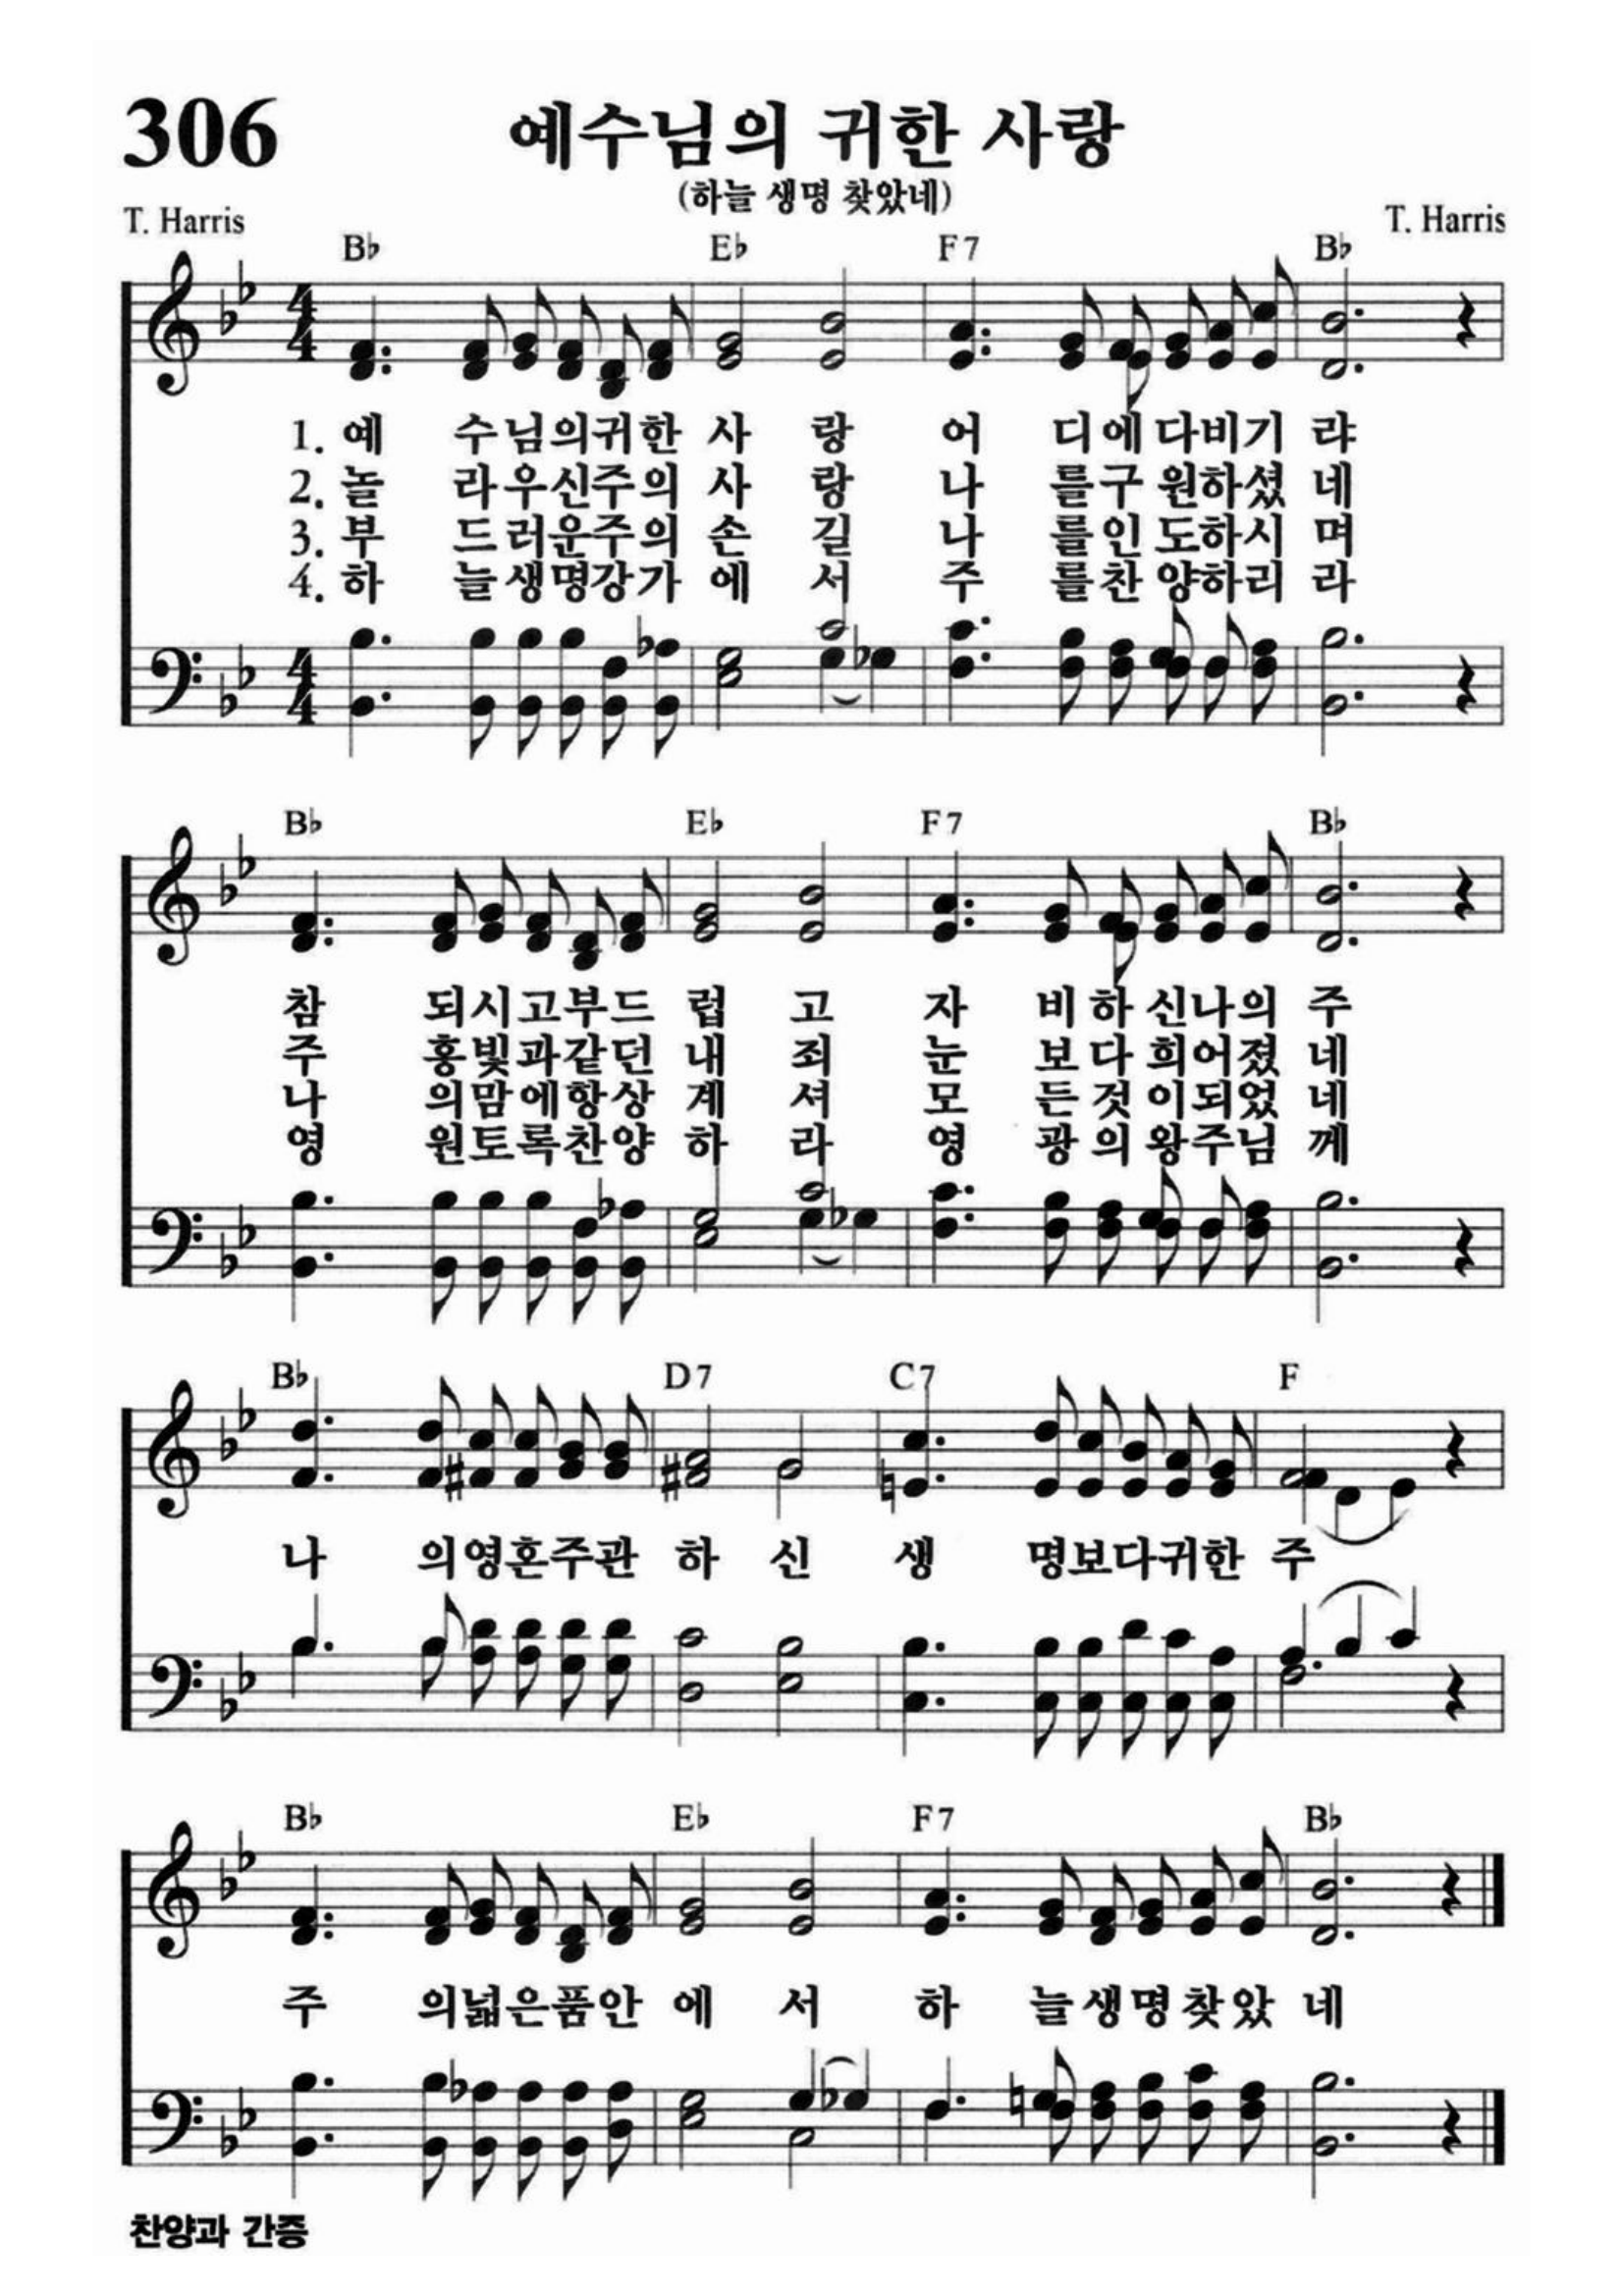 306
예수님의 귀한 사랑
(하늘 생명 찾았네)
T. Harris
T. Harris
B♭ E♭ F7 B♭
1. 예 수님의귀한 사 랑 어 디에다비기 랴
2. 놀 라우신주의 사 랑 나 를구원하셨 네
3. 부 드러운주의 손 길 나 를인도하시 며
4. 하 늘생명강가 에 서 주 를찬양하리 라
B♭ E♭ F7 B♭
참 되시고부드 럽 고 자 비하신나의 주
주 홍빛과같던 내 죄 눈 보다희어졌 네
나 의맘에항상 계 셔 모 든것이되었 네
영 원토록찬양 하 라 영 광의왕주님 께
B♭ D7 C7 F
나 의영혼주관 하 신 생 명보다귀한 주
B♭ E♭ F7 B♭
주 의넓은품안 에 서 하 늘생명찾았 네
찬양과 간증